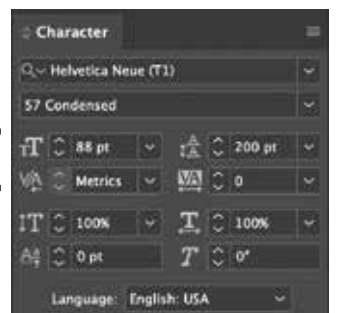 Character
Helvetica Neue (T1)
57 Condensed
88 pt 200 pt
Metrics 0
100% 100%
0 pt 0°
Language: English: USA